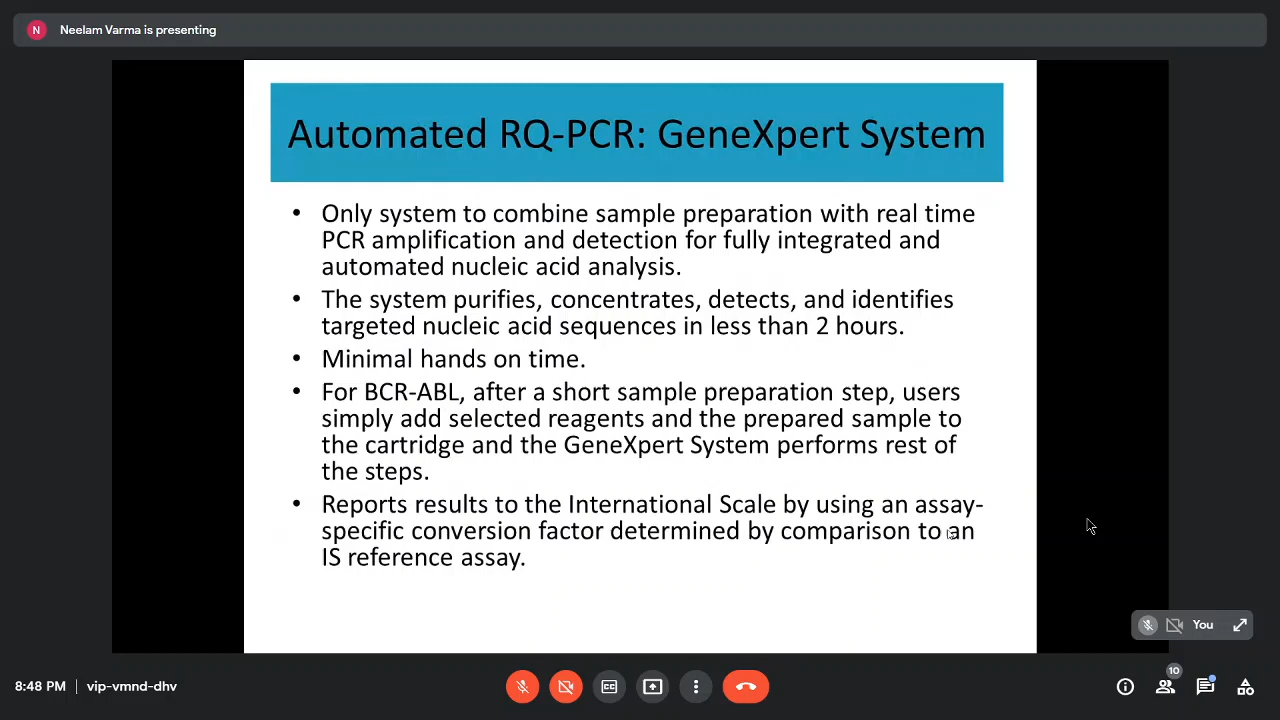 N Neelam Varma is presenting
Automated RQ-PCR: GeneXpert System
• Only system to combine sample preparation with real time
PCR amplification and detection for fully integrated and
automated nucleic acid analysis.
• The system purifies, concentrates, detects, and identifies
targeted nucleic acid sequences in less than 2 hours.
• Minimal hands on time.
• For BCR-ABL, after a short sample preparation step, users
simply add selected reagents and the prepared sample to
the cartridge and the GeneXpert System performs rest of
the steps.
• Reports results to the International Scale by using an assay-
specific conversion factor determined by comparison to an
IS reference assay.
You
8:48 PM | vip-vmnd-dhv
CC
10